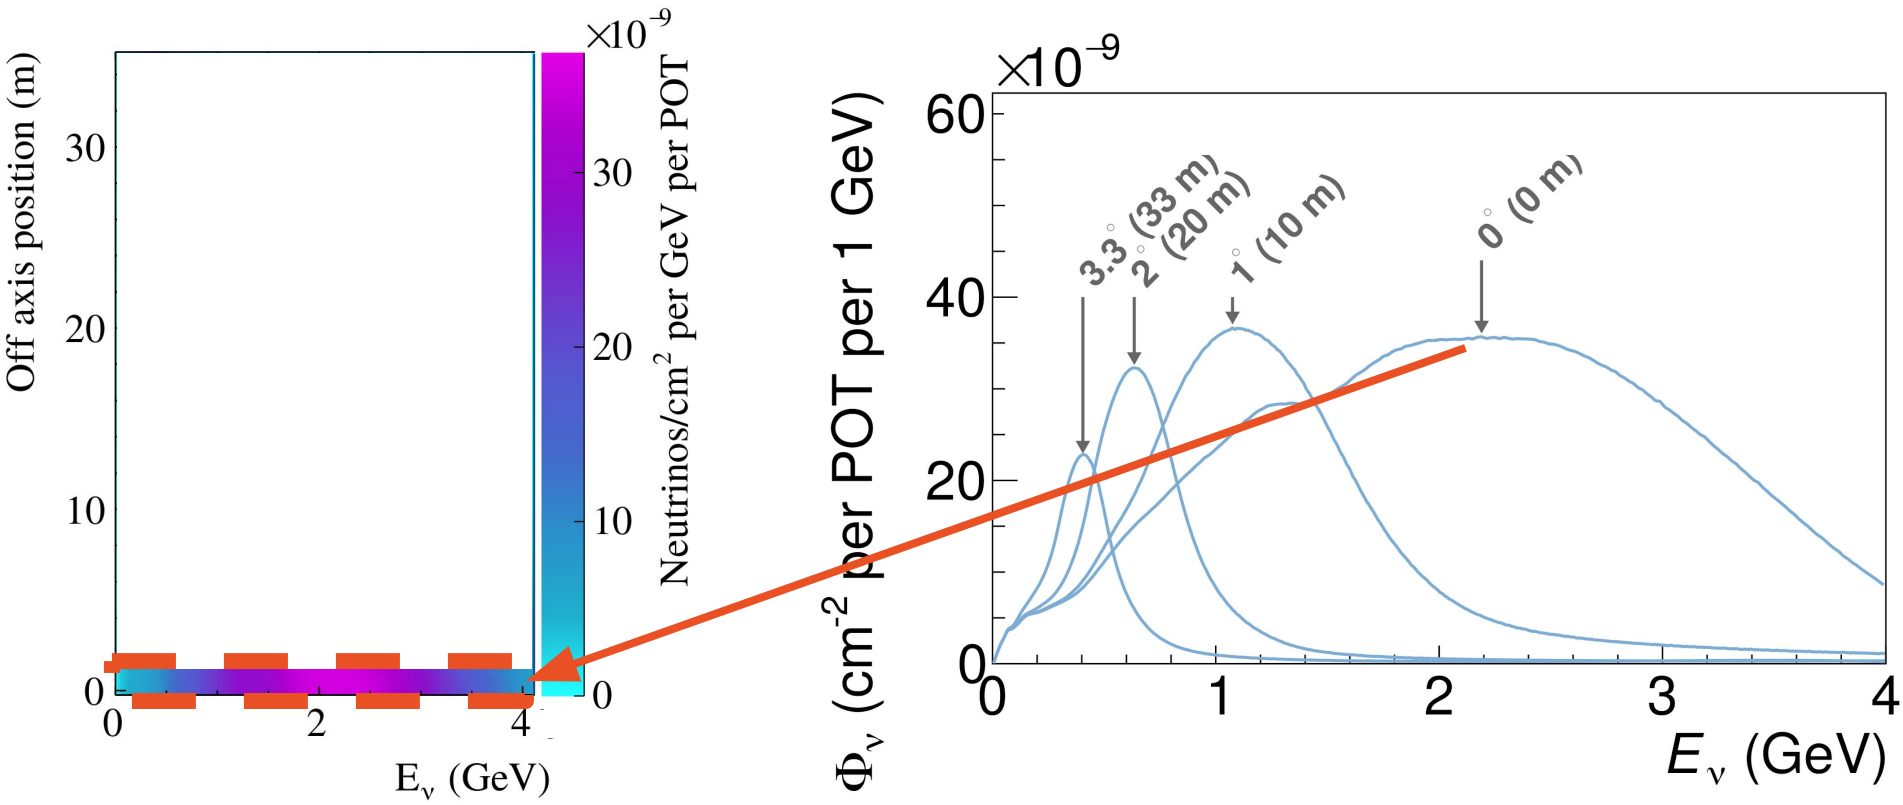 ×10⁻⁹
Off axis position (m)
30
20
10
0
0
2
4
Eν (GeV)
30
20
10
0
Neutrinos/cm² per GeV per POT
×10⁻⁹
Φν (cm⁻² per POT per 1 GeV)
60
40
20
0
3.3° (33 m)
2° (20 m)
1° (10 m)
0° (0 m)
0
1
2
3
4
Eν (GeV)